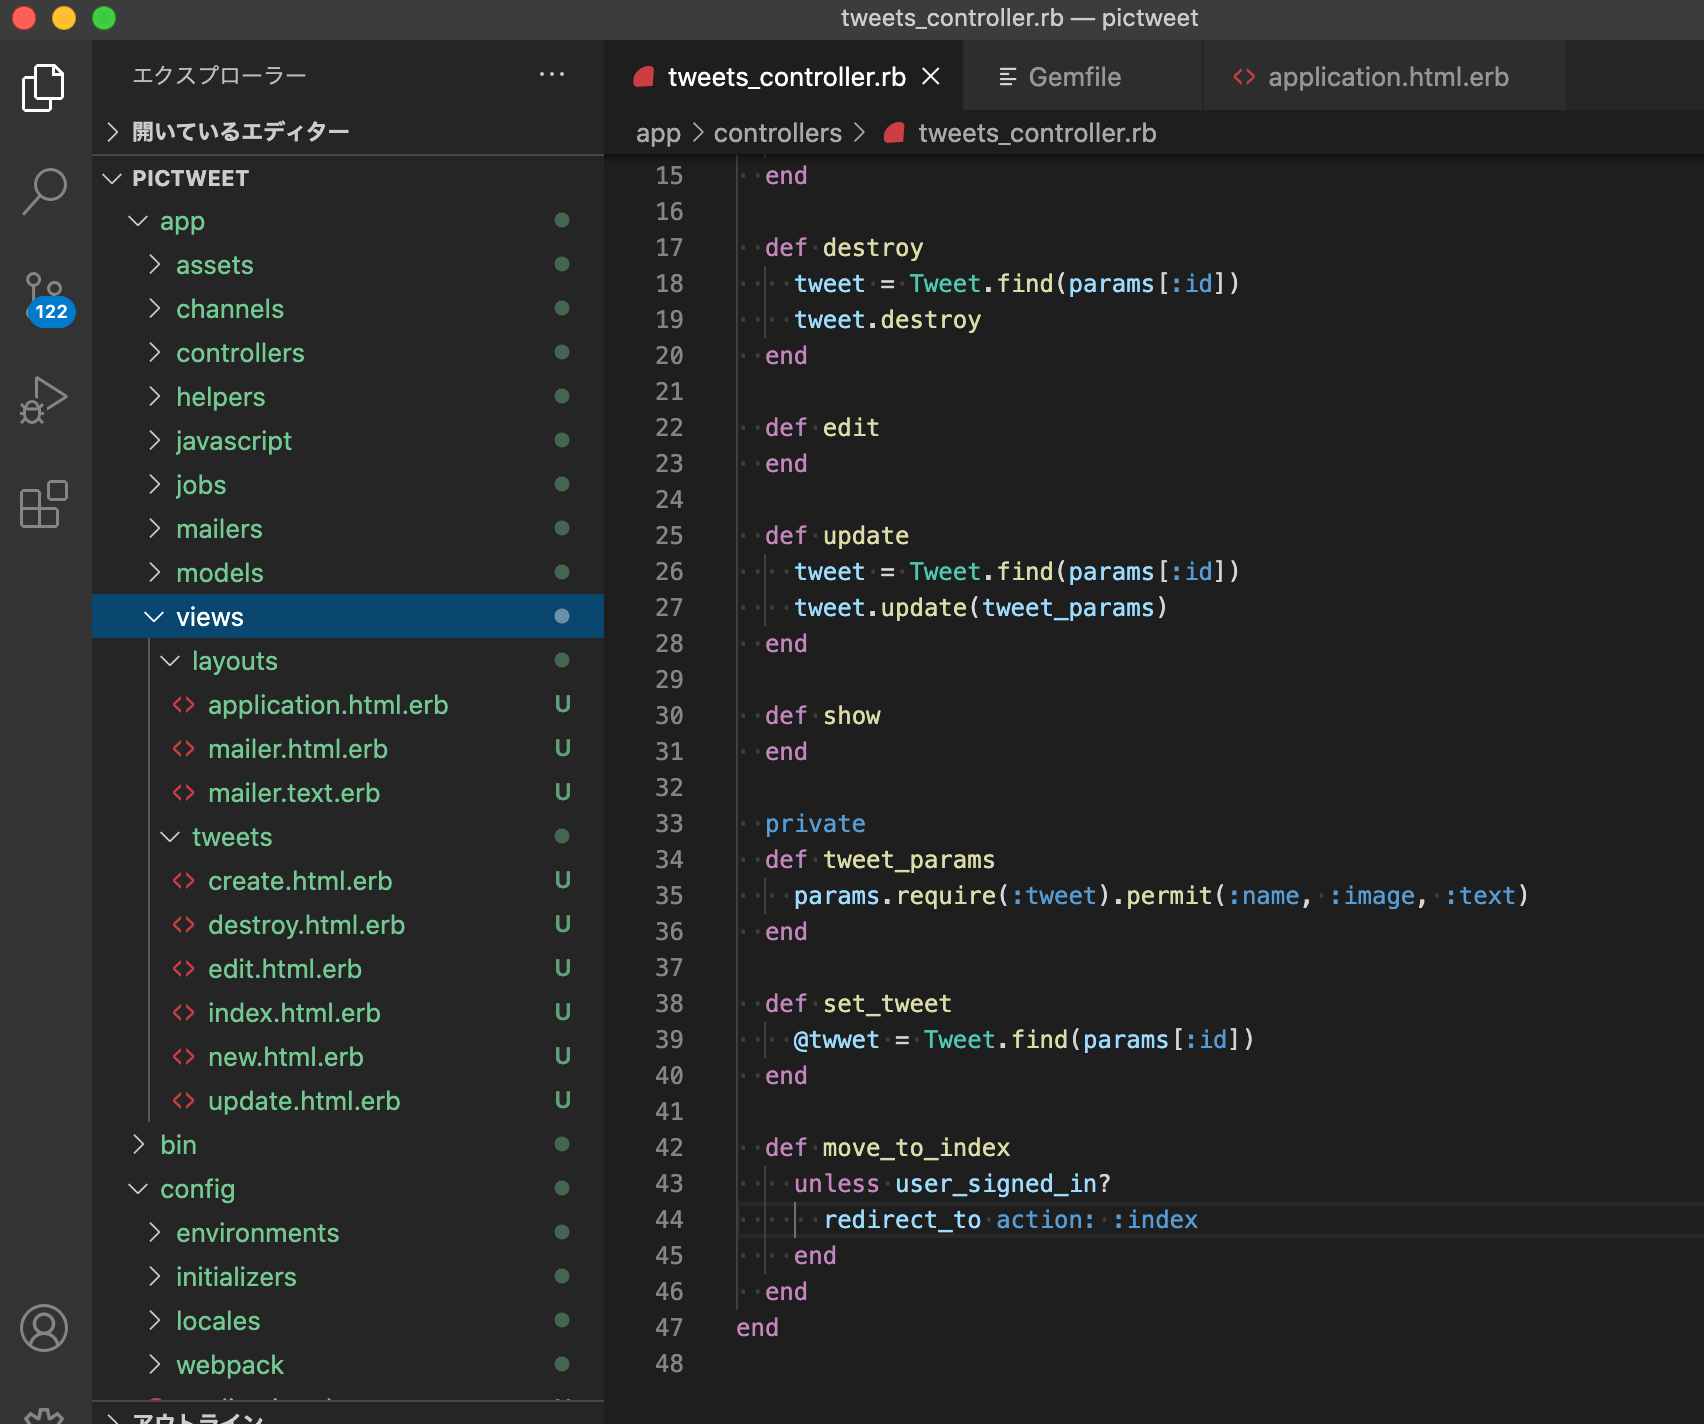 tweets_controller.rb — pictweet
エクスプローラー
開いているエディター
PICTWEET
app
assets
channels
controllers
helpers
javascript
jobs
mailers
models
views
layouts
application.html.erb U
mailer.html.erb U
mailer.text.erb U
tweets
create.html.erb U
destroy.html.erb U
edit.html.erb U
index.html.erb U
new.html.erb U
update.html.erb U
bin
config
environments
initializers
locales
webpack
アウトライン
122
tweets_controller.rb
Gemfile
application.html.erb
app > controllers > tweets_controller.rb
15 end
16
17 def destroy
18 tweet = Tweet.find(params[:id])
19 tweet.destroy
20 end
21
22 def edit
23 end
24
25 def update
26 tweet = Tweet.find(params[:id])
27 tweet.update(tweet_params)
28 end
29
30 def show
31 end
32
33 private
34 def tweet_params
35 params.require(:tweet).permit(:name, :image, :text)
36 end
37
38 def set_tweet
39 @twwet = Tweet.find(params[:id])
40 end
41
42 def move_to_index
43 unless user_signed_in?
44 redirect_to action: :index
45 end
46 end
47 end
48